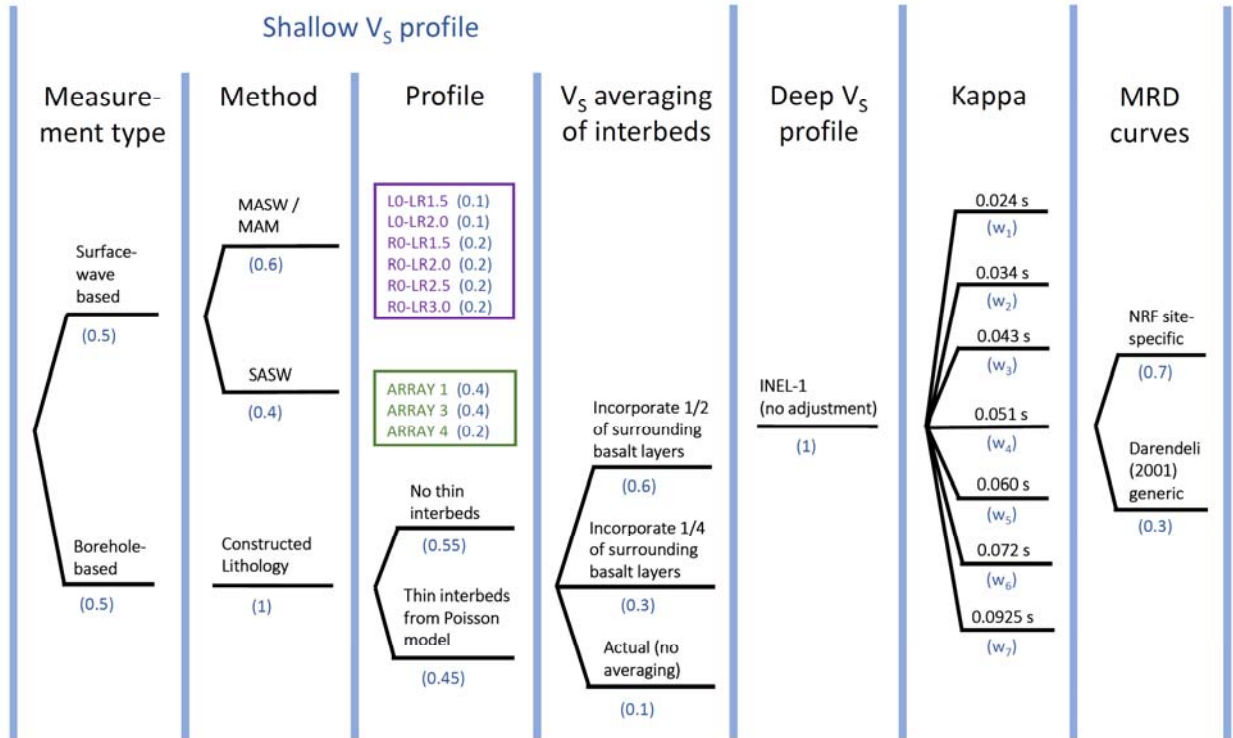 Shallow VS profile
Measure-
ment type
Surface-
wave
based
(0.5)
Borehole-
based
(0.5)
Method
MASW /
MAM
(0.6)
SASW
(0.4)
Constructed
Lithology
(1)
Profile
L0-LR1.5 (0.1)
L0-LR2.0 (0.1)
R0-LR1.5 (0.2)
R0-LR2.0 (0.2)
R0-LR2.5 (0.2)
R0-LR3.0 (0.2)
ARRAY 1 (0.4)
ARRAY 3 (0.4)
ARRAY 4 (0.2)
No thin
interbeds
(0.55)
Thin interbeds
from Poisson
model
(0.45)
VS averaging
of interbeds
Incorporate 1/2
of surrounding
basalt layers
(0.6)
Incorporate 1/4
of surrounding
basalt layers
(0.3)
Actual (no
averaging)
(0.1)
Deep VS
profile
INEL-1
(no adjustment)
(1)
Kappa
0.024 s
(w1)
0.034 s
(w2)
0.043 s
(w3)
0.051 s
(w4)
0.060 s
(w5)
0.072 s
(w6)
0.0925 s
(w7)
MRD
curves
NRF site-
specific
(0.7)
Darendeli
(2001)
generic
(0.3)